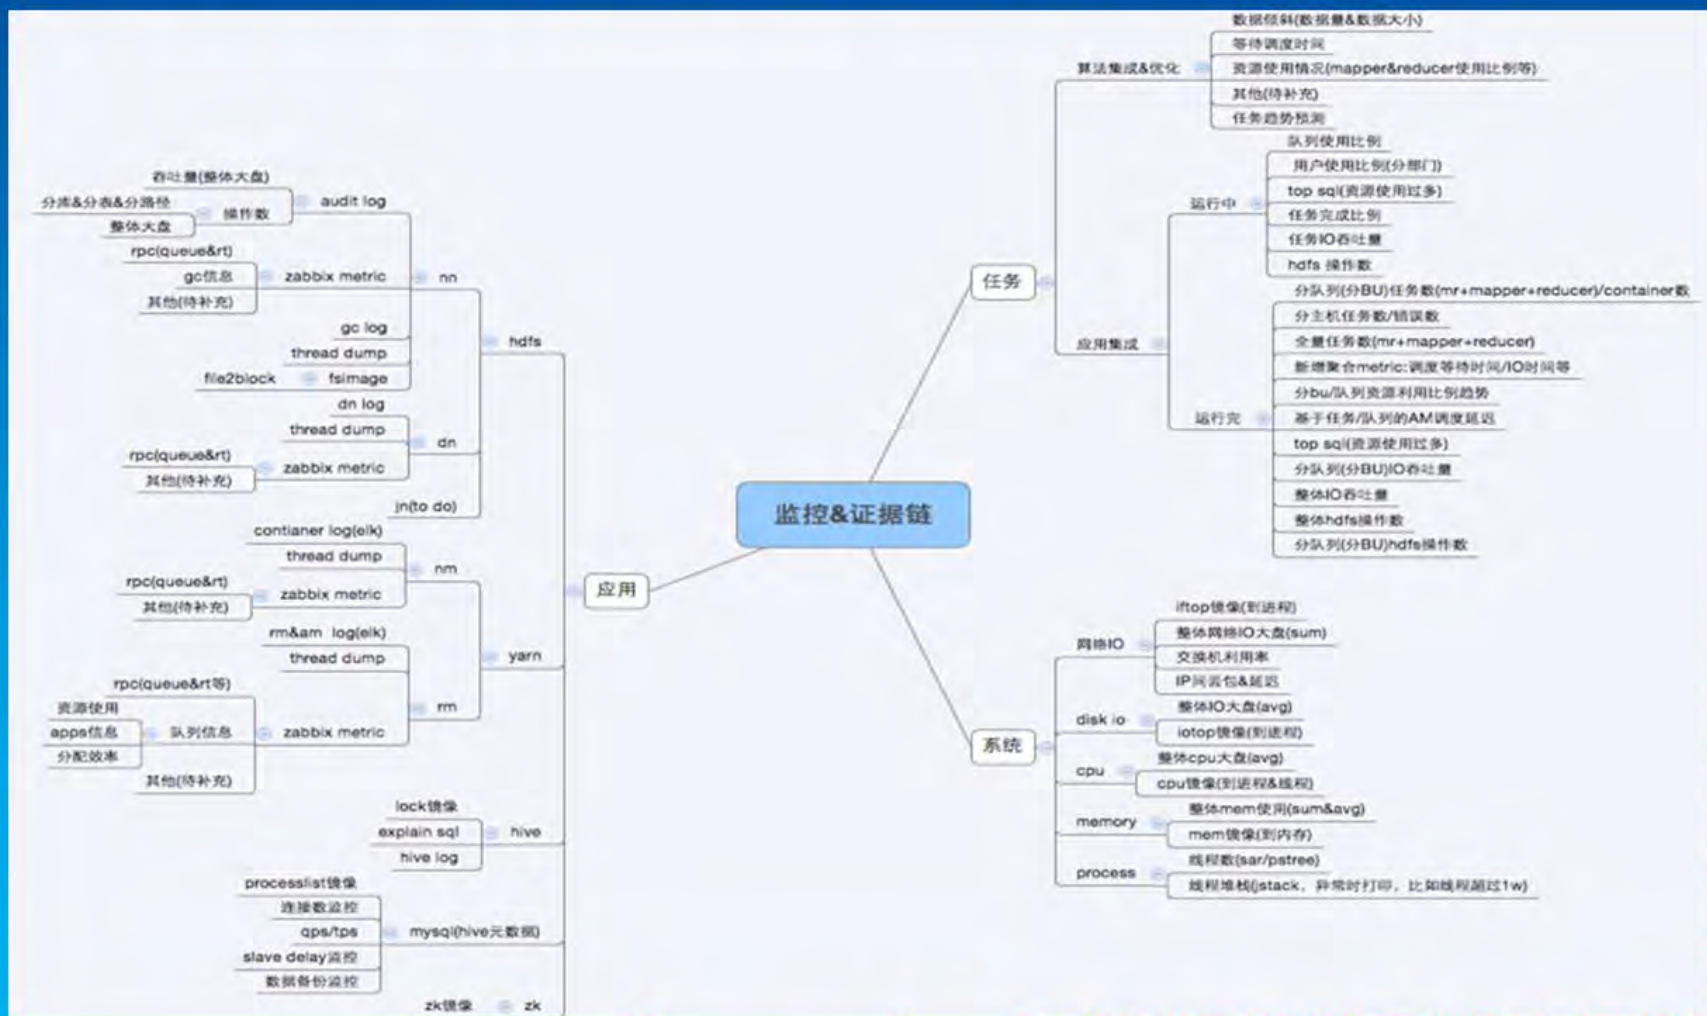 监控&证据链
任务
算法集成&优化
数据倾斜(数据量&数据大小)
等待调度时间
资源使用情况(mapper&reducer使用比例等)
其他(待补充)
任务趋势预测
应用集成
运行中
队列使用比例
用户使用比例(分部门)
top sql(资源使用过多)
任务完成比例
任务IO吞吐量
hdfs 操作数
运行完
分队列(分BU)任务数(mr+mapper+reducer)/container数
分主机任务数/错误数
全量任务数(mr+mapper+reducer)
新增聚合metric:调度等待时间/IO时间等
分bu/队列资源利用比例趋势
基于任务/队列的AM调度延迟
top sql(资源使用过多)
分队列(分BU)IO吞吐量
整体IO吞吐量
整体hdfs操作数
分队列(分BU)hdfs操作数
系统
网络IO
iftop镜像(到进程)
整体网络IO大盘(sum)
交换机利用率
IP间丢包&延迟
disk io
整体IO大盘(avg)
iotop镜像(到进程)
cpu
整体cpu大盘(avg)
cpu镜像(到进程&线程)
memory
整体mem使用(sum&avg)
mem镜像(到内存)
process
线程数(sar/pstree)
线程堆栈(jstack，异常时打印，比如线程超过1w)
应用
hdfs
nn
audit log
吞吐量(整体大盘)
操作数
分库&分表&分路径
整体大盘
zabbix metric
rpc(queue&rt)
gc信息
其他(待补充)
gc log
thread dump
fsimage
file2block
dn
dn log
thread dump
zabbix metric
rpc(queue&rt)
其他(待补充)
jn(to do)
yarn
nm
contianer log(elk)
thread dump
zabbix metric
rpc(queue&rt)
其他(待补充)
rm
rm&am log(elk)
thread dump
zabbix metric
rpc(queue&rt等)
队列信息
资源使用
apps信息
分配效率
其他(待补充)
hive
lock镜像
explain sql
hive log
mysql(hive元数据)
processlist镜像
连接数监控
qps/tps
slave delay监控
数据备份监控
zk
zk镜像